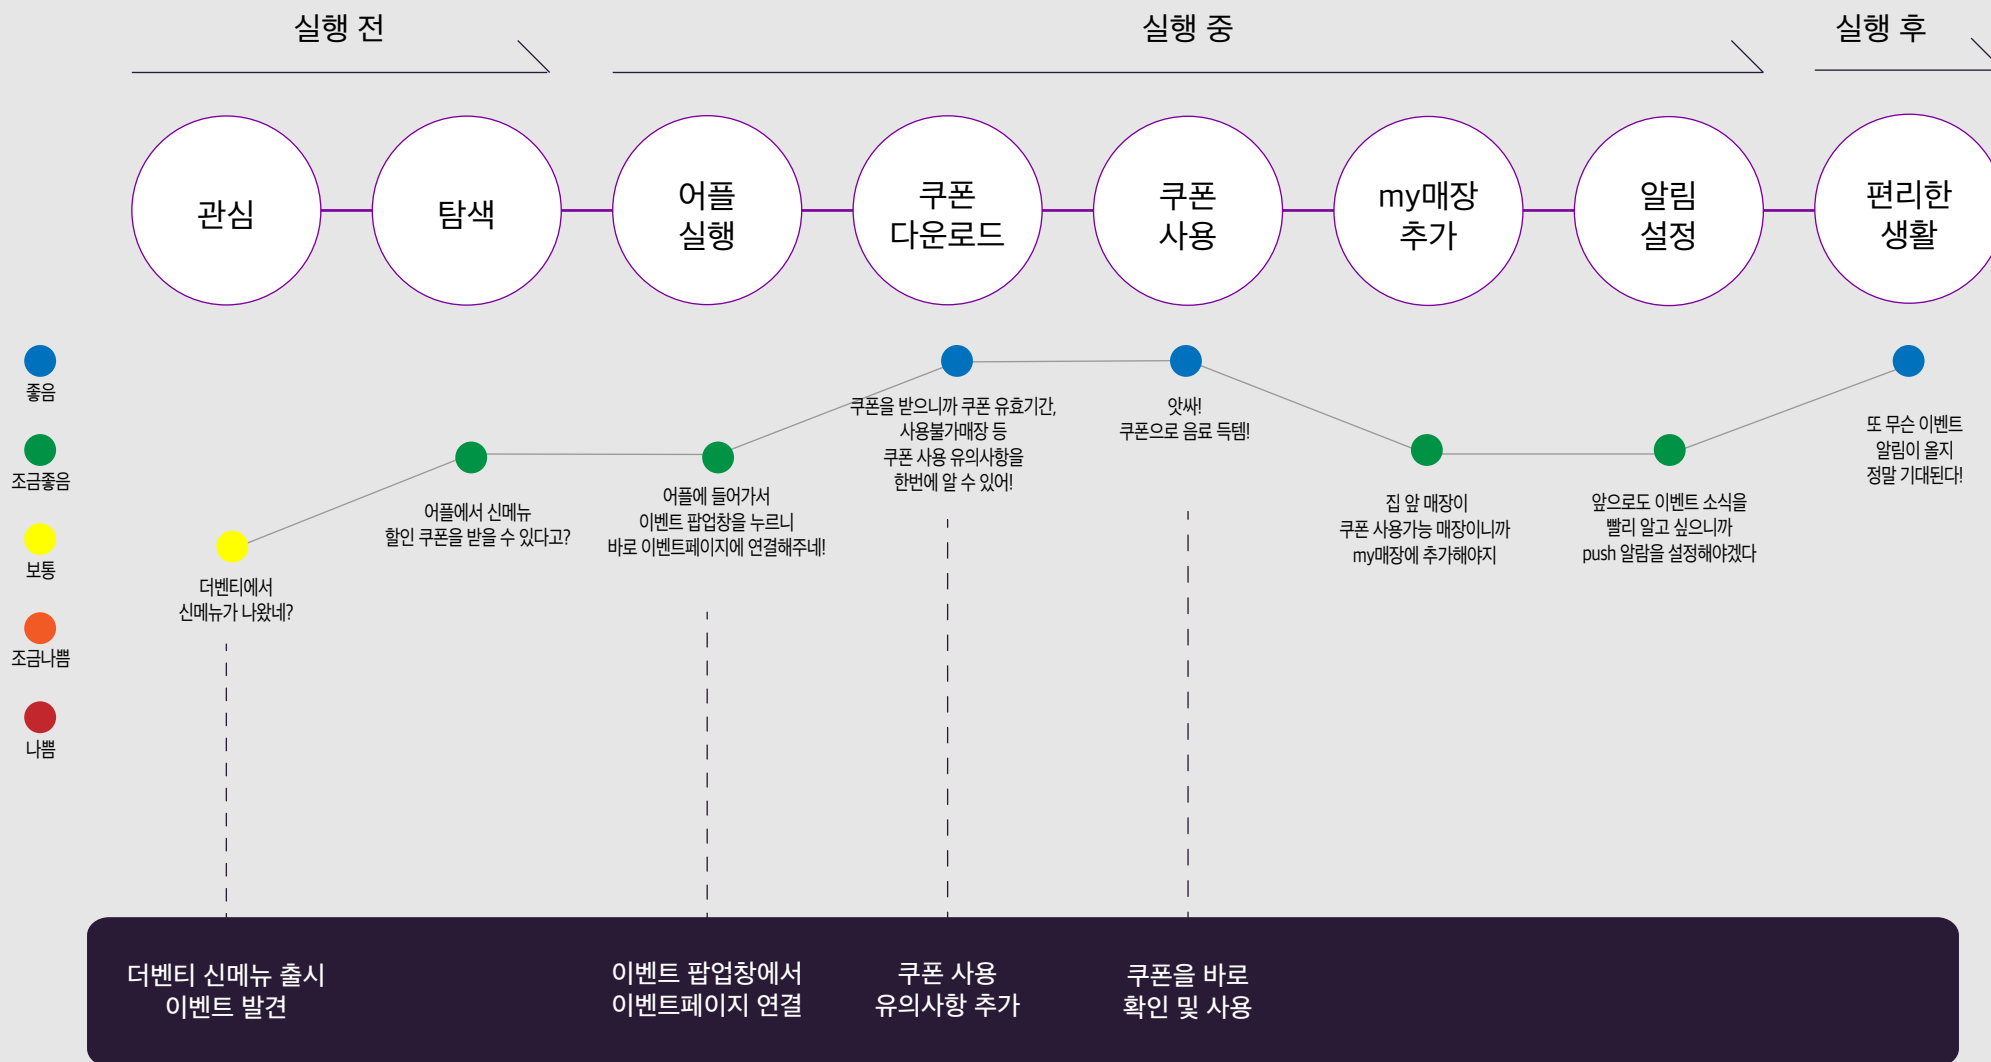 실행 전
실행 중
실행 후
관심
탐색
어플
실행
쿠폰
다운로드
쿠폰
사용
my매장
추가
알림
설정
편리한
생활
좋음
조금좋음
보통
조금나쁨
나쁨
더벤티에서
신메뉴가 나왔네?
어플에서 신메뉴
할인 쿠폰을 받을 수 있다고?
어플에 들어가서
이벤트 팝업창을 누르니
바로 이벤트페이지에 연결해주네!
쿠폰을 받으니까 쿠폰 유효기간,
사용불가매장 등
쿠폰 사용 유의사항을
한번에 알 수 있어!
앗싸!
쿠폰으로 음료 득템!
집 앞 매장이
쿠폰 사용가능 매장이니까
my매장에 추가해야지
앞으로도 이벤트 소식을
빨리 알고 싶으니까
push 알람을 설정해야겠다
또 무슨 이벤트
알림이 올지
정말 기대된다!
더벤티 신메뉴 출시
이벤트 발견
이벤트 팝업창에서
이벤트페이지 연결
쿠폰 사용
유의사항 추가
쿠폰을 바로
확인 및 사용